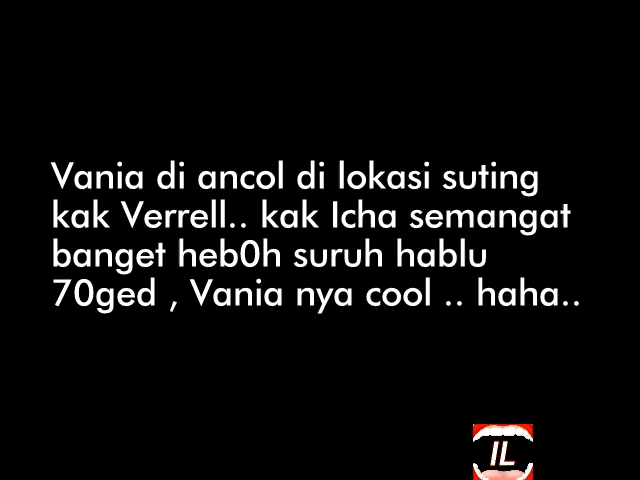 Vania di ancol di lokasi suting
kak Verrell.. kak Icha semangat
banget heb0h suruh hablu
70ged , Vania nya cool .. haha..
IL